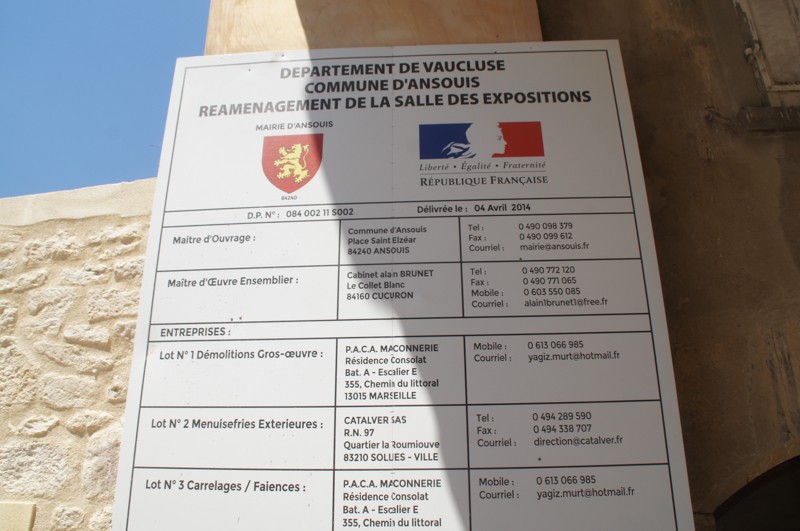 DEPARTEMENT DE VAUCLUSE
COMMUNE D'ANSOUIS
REAMENAGEMENT DE LA SALLE DES EXPOSITIONS
MAIRIE D'ANSOUIS
84240
Liberté • Égalité • Fraternité
RÉPUBLIQUE FRANÇAISE
D.P. N° : 084 002 11 S002 Délivrée le : 04 Avril 2014
Maitre d'Ouvrage :
Commune d'Ansouis
Place Saint Elzéar
84240 ANSOUIS
Tel : 0 490 098 379
Fax : 0 490 099 612
Courriel : mairie@ansouis.fr
Maître d'Œuvre Ensemblier :
Cabinet alain BRUNET
Le Collet Blanc
84160 CUCURON
Tel : 0 490 772 120
Fax : 0 490 771 065
Mobile : 0 603 550 085
Courriel : alain1brunet1@free.fr
ENTREPRISES :
Lot N° 1 Démolitions Gros-œuvre :
P.A.C.A. MACONNERIE
Résidence Consolat
Bat. A - Escalier E
355, Chemin du littoral
13015 MARSEILLE
Mobile : 0 613 066 985
Courriel : yagiz.murt@hotmail.fr
Lot N° 2 Menuisefries Exterieures :
CATALVER SAS
R.N. 97
Quartier la Roumiouve
83210 SOLUES - VILLE
Tel : 0 494 289 590
Fax : 0 494 338 707
Courriel : direction@catalver.fr
Lot N° 3 Carrelages / Faiences :
P.A.C.A. MACONNERIE
Résidence Consolat
Bat. A - Escalier E
355, Chemin du littoral
Mobile : 0 613 066 985
Courriel : yagiz.murt@hotmail.fr